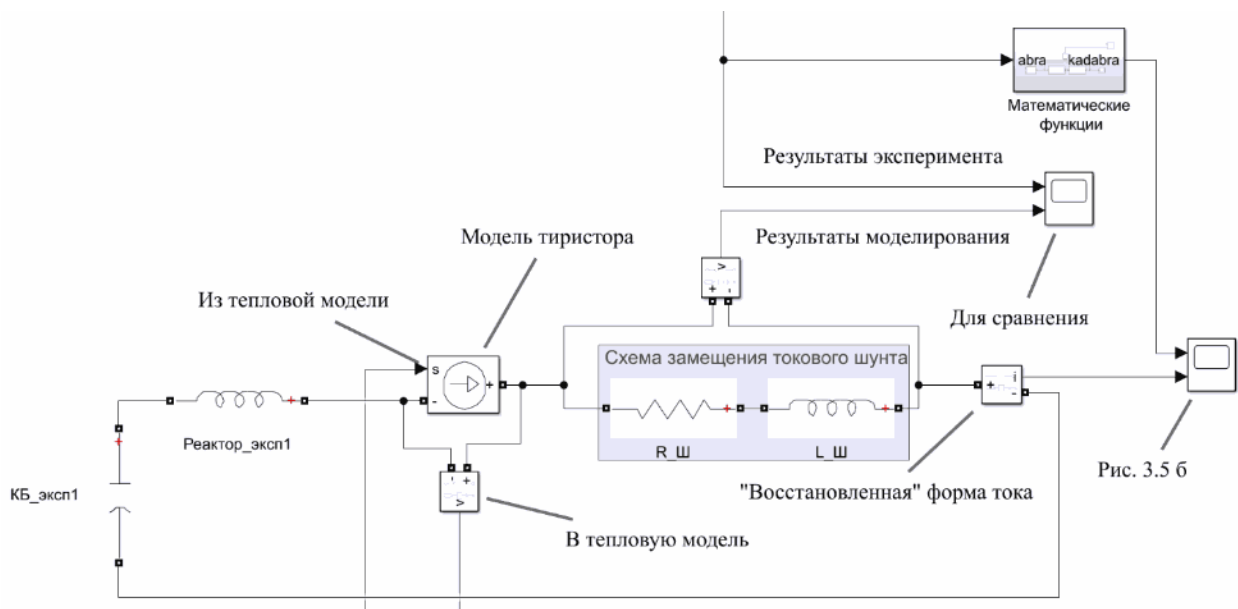 abra kadabra
Математические
функции
Результаты эксперимента
Модель тиристора
Результаты моделирования
Из тепловой модели
Для сравнения
v
+ -
s
+
-
Схема замещения токового шунта
+ i
-
Реактор_эксп1
R_Ш
L_Ш
Рис. 3.5 б
- +
v
КБ_эксп1
"Восстановленная" форма тока
В тепловую модель